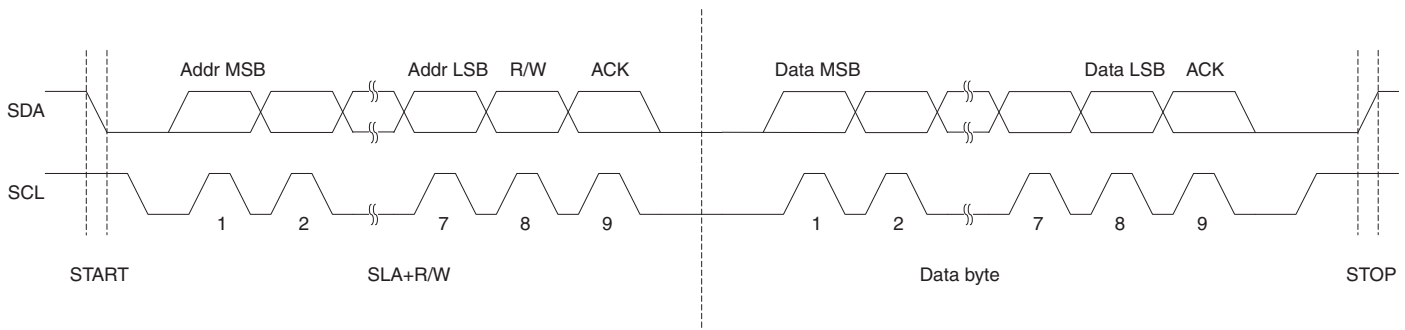 Addr MSB Addr LSB R/W ACK Data MSB Data LSB ACK
SDA
SCL
1 2 7 8 9 1 2 7 8 9
START SLA+R/W Data byte STOP